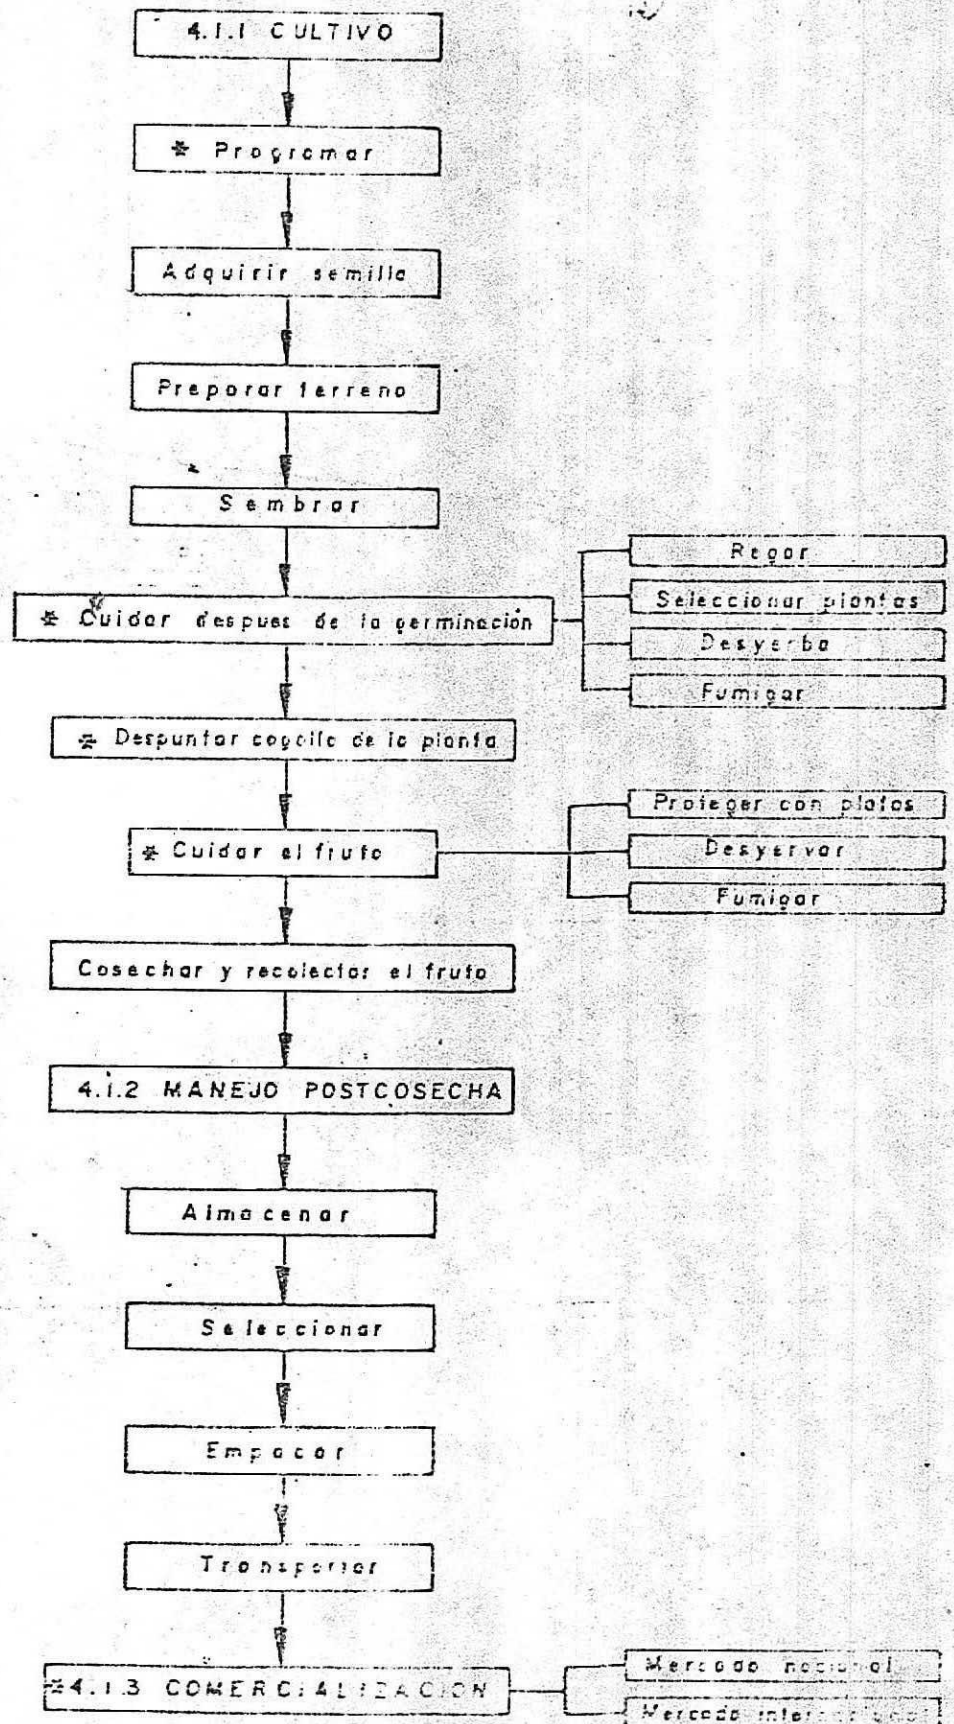 4.1.1 CULTIVO
* Programar
Adquirir semilla
Preparar terreno
Sembrar
* Cuidar despues de la germinación
Regar
Seleccionar plantas
Desyerba
Fumigar
* Despuntar cogollo de la planta
* Cuidar el fruto
Proteger con platos
Desyervar
Fumigar
Cosechar y recolectar el fruto
4.1.2 MANEJO POSTCOSECHA
Almacenar
Seleccionar
Empacar
Transportar
*4.1.3 COMERCIALIZACION
Mercado nacional
Mercado internacional